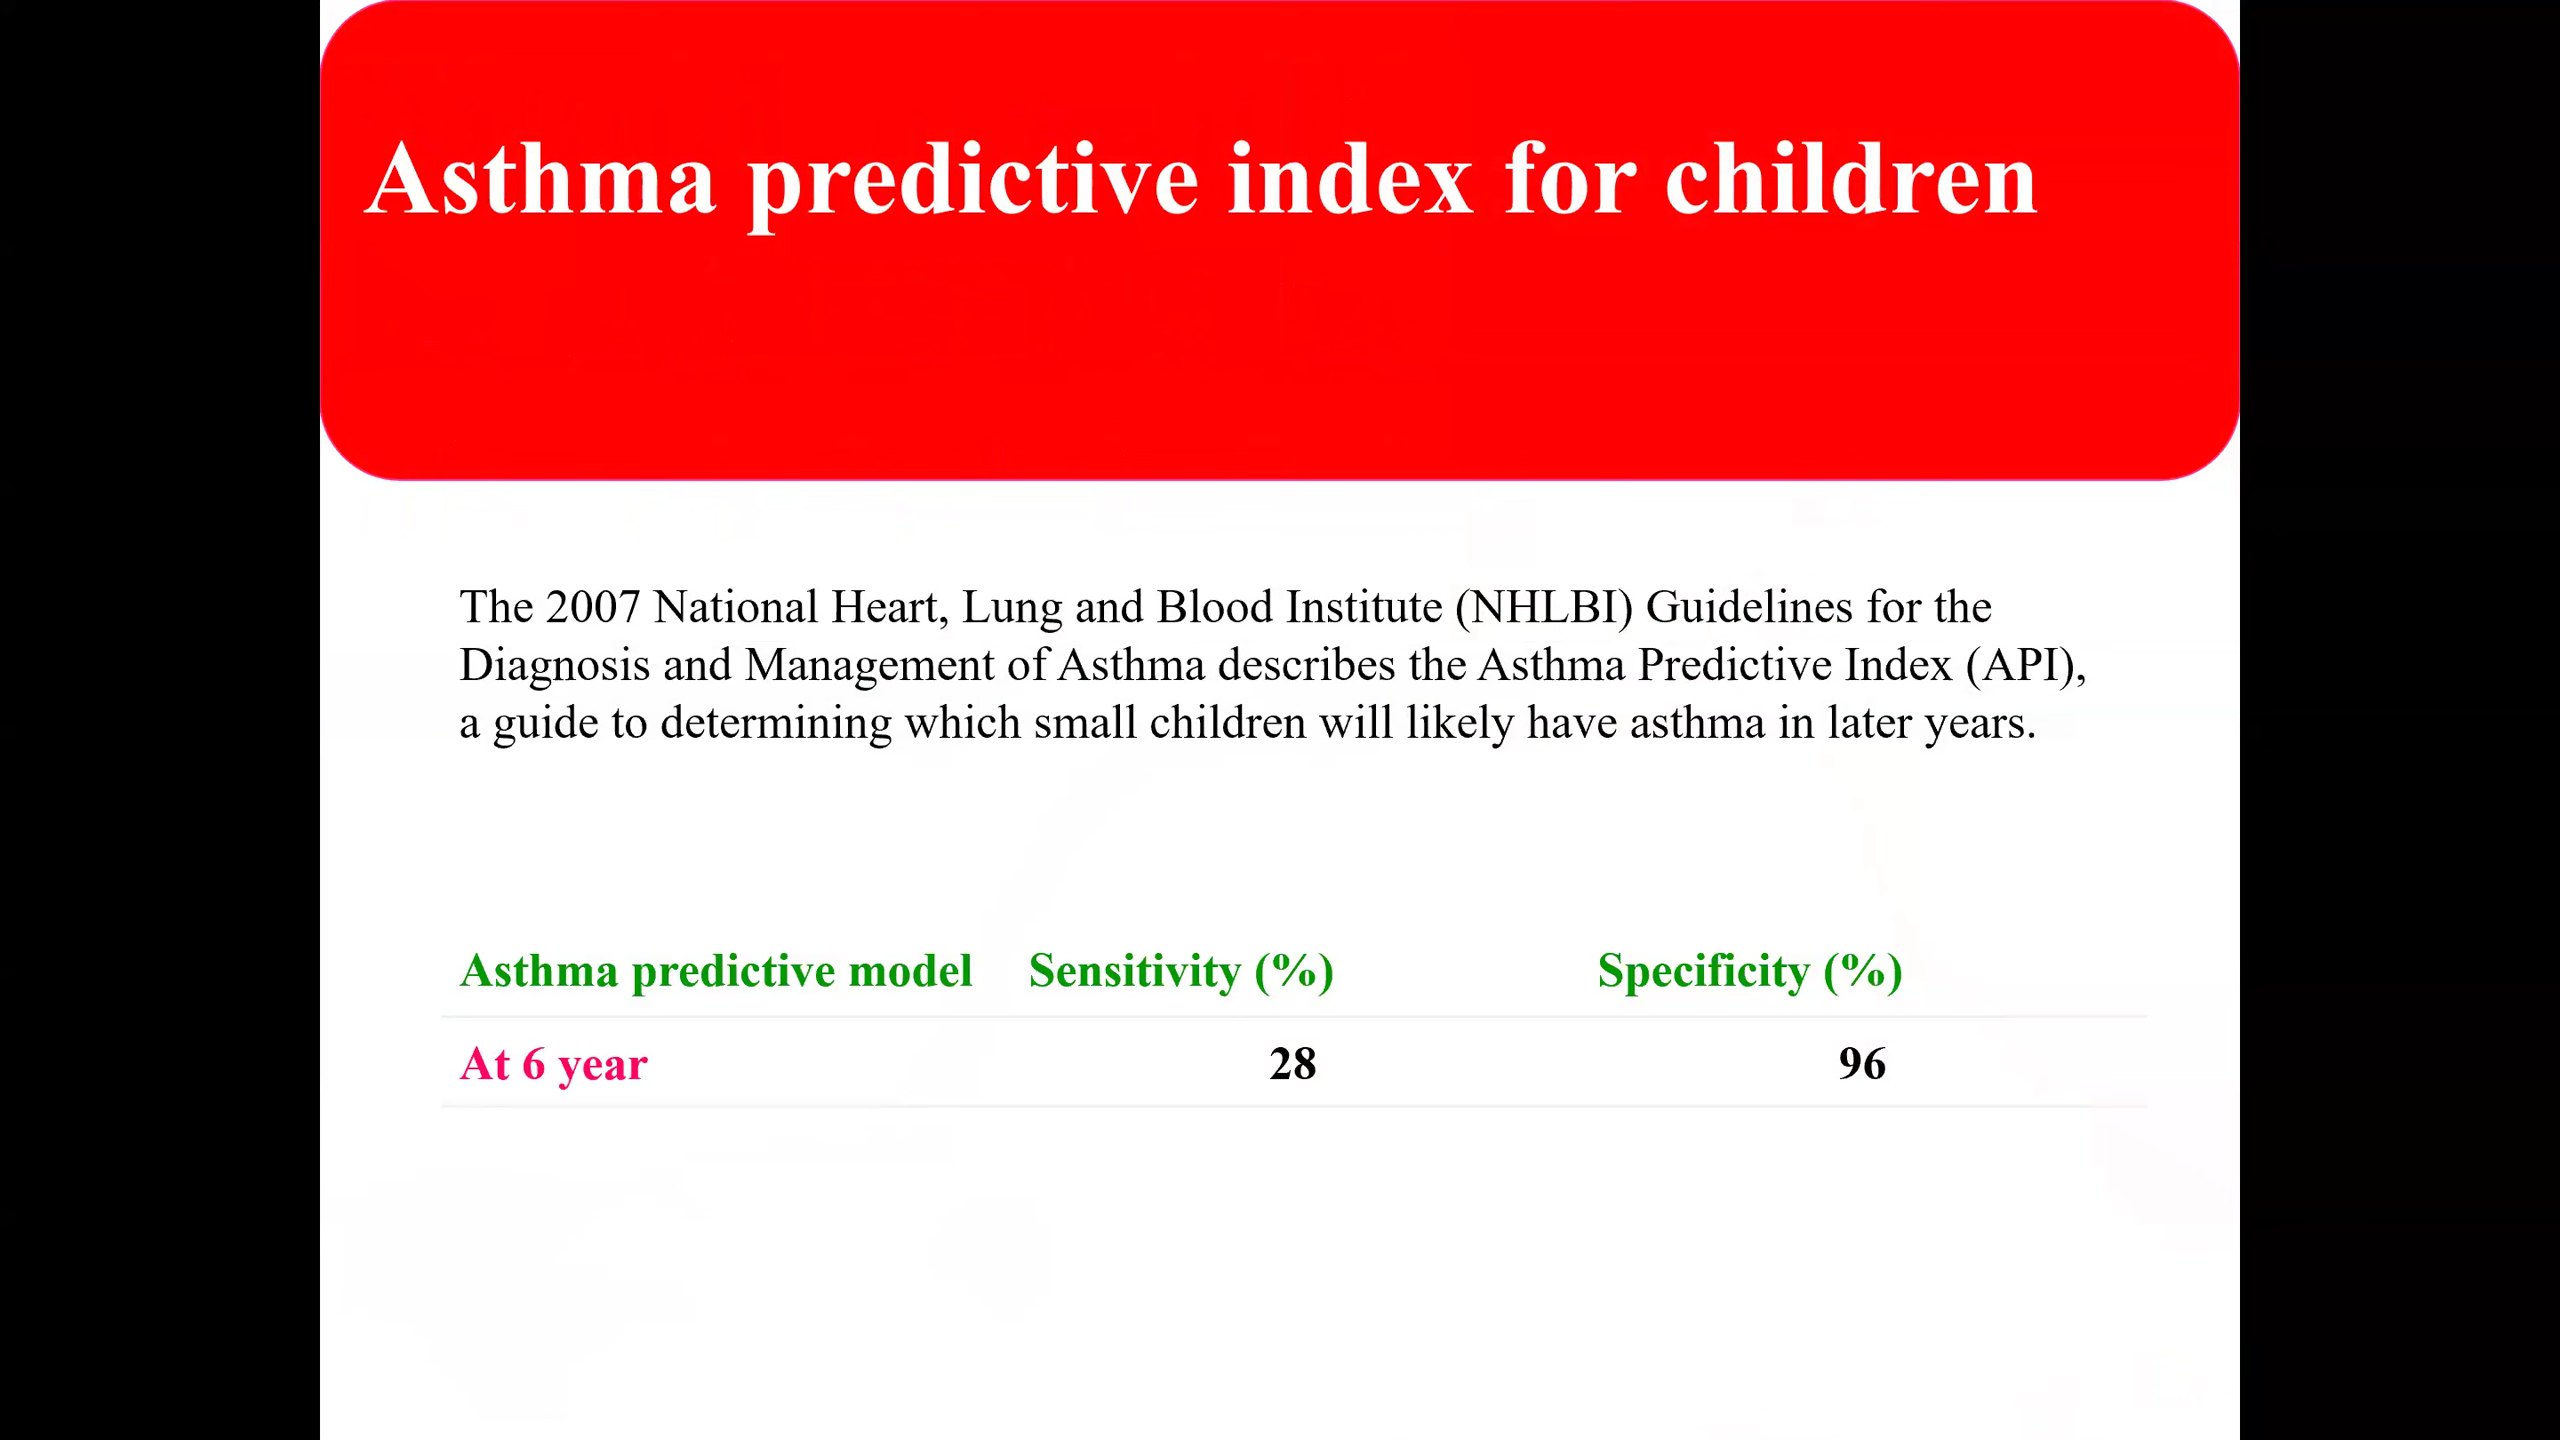 Asthma predictive index for children
The 2007 National Heart, Lung and Blood Institute (NHLBI) Guidelines for the
Diagnosis and Management of Asthma describes the Asthma Predictive Index (API),
a guide to determining which small children will likely have asthma in later years.
Asthma predictive model Sensitivity (%) Specificity (%)
At 6 year 28 96